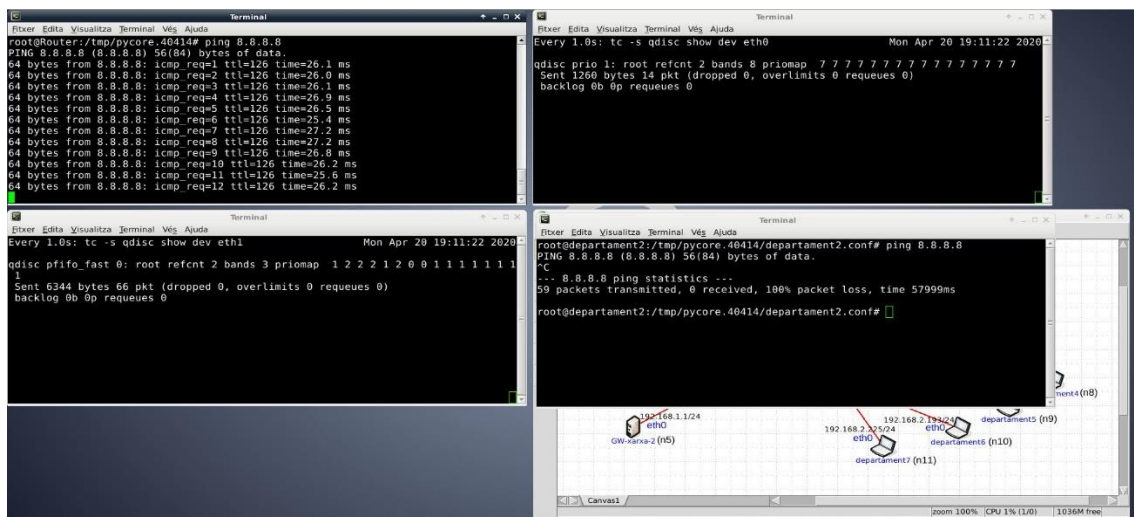 Terminal
Fitxer Edita Visualitza Terminal Vés Ajuda
root@Router:/tmp/pycore.40414# ping 8.8.8.8
PING 8.8.8.8 (8.8.8.8) 56(84) bytes of data.
64 bytes from 8.8.8.8: icmp_req=1 ttl=126 time=26.1 ms
64 bytes from 8.8.8.8: icmp_req=2 ttl=126 time=26.0 ms
64 bytes from 8.8.8.8: icmp_req=3 ttl=126 time=26.1 ms
64 bytes from 8.8.8.8: icmp_req=4 ttl=126 time=26.9 ms
64 bytes from 8.8.8.8: icmp_req=5 ttl=126 time=26.5 ms
64 bytes from 8.8.8.8: icmp_req=6 ttl=126 time=25.4 ms
64 bytes from 8.8.8.8: icmp_req=7 ttl=126 time=27.2 ms
64 bytes from 8.8.8.8: icmp_req=8 ttl=126 time=27.2 ms
64 bytes from 8.8.8.8: icmp_req=9 ttl=126 time=26.8 ms
64 bytes from 8.8.8.8: icmp_req=10 ttl=126 time=26.2 ms
64 bytes from 8.8.8.8: icmp_req=11 ttl=126 time=25.6 ms
64 bytes from 8.8.8.8: icmp_req=12 ttl=126 time=26.2 ms
Terminal
Fitxer Edita Visualitza Terminal Vés Ajuda
Every 1.0s: tc -s qdisc show dev eth0 Mon Apr 20 19:11:22 2020
qdisc prio 1: root refcnt 2 bands 8 priomap 7 7 7 7 7 7 7 7 7 7 7 7 7 7 7 7
Sent 1260 bytes 14 pkt (dropped 0, overlimits 0 requeues 0)
backlog 0b 0p requeues 0
Terminal
Fitxer Edita Visualitza Terminal Vés Ajuda
Every 1.0s: tc -s qdisc show dev eth1 Mon Apr 20 19:11:22 2020
qdisc pfifo_fast 0: root refcnt 2 bands 3 priomap 1 2 2 2 1 2 0 0 1 1 1 1 1 1 1
1
Sent 6344 bytes 66 pkt (dropped 0, overlimits 0 requeues 0)
backlog 0b 0p requeues 0
Terminal
Fitxer Edita Visualitza Terminal Vés Ajuda
root@departament2:/tmp/pycore.40414/departament2.conf# ping 8.8.8.8
PING 8.8.8.8 (8.8.8.8) 56(84) bytes of data.
^C
--- 8.8.8.8 ping statistics ---
59 packets transmitted, 0 received, 100% packet loss, time 57999ms
root@departament2:/tmp/pycore.40414/departament2.conf#
ment4 (n8)
192.168.1.1/24
eth0
GW-xarxa-2 (n5)
192.168.2.193/24
eth0
departament5 (n9)
192.168.2.225/24
eth0
departament6 (n10)
departament7 (n11)
Canvas1
zoom 100% CPU 1% (1/0) 1036M free